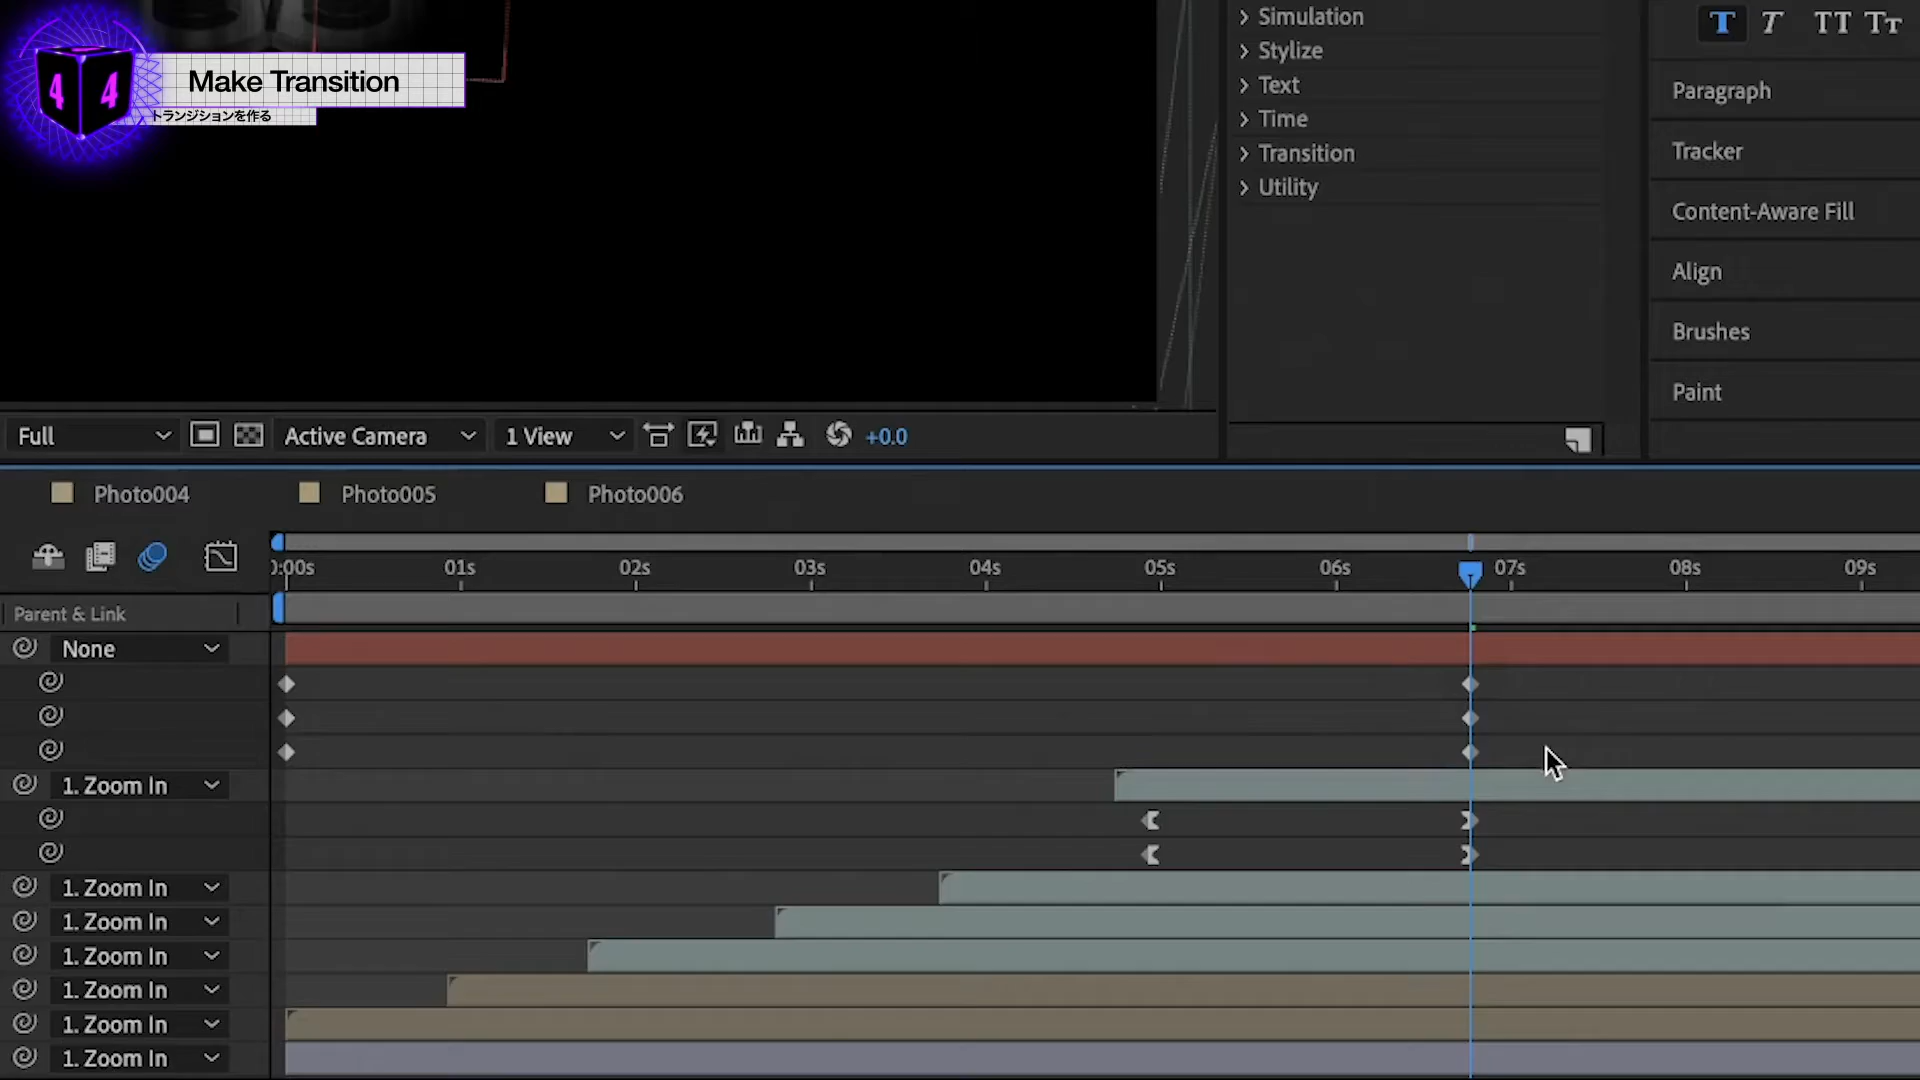 4 4
Make Transition
トランジションを作る
Simulation
Stylize
Text
Time
Transition
Utility
T T TT Tт
Paragraph
Tracker
Content-Aware Fill
Align
Brushes
Paint
Full
Active Camera
1 View
+0.0
Photo004
Photo005
Photo006
0:00s 01s 02s 03s 04s 05s 06s 07s 08s 09s
Parent & Link
None
1. Zoom In
1. Zoom In
1. Zoom In
1. Zoom In
1. Zoom In
1. Zoom In
1. Zoom In